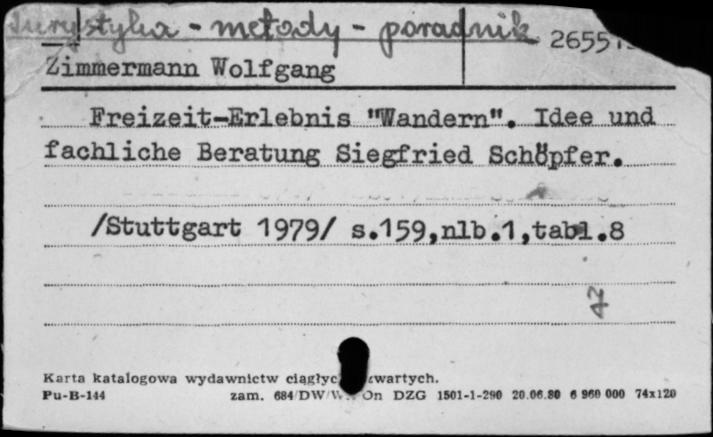 Turystyka - metody - poradnik 2655
Zimmermann Wolfgang
Freizeit-Erlebnis "Wandern". Idee und
fachliche Beratung Siegfried Schöpfer.
/Stuttgart 1979/ s.159,nlb.1,tabl.8
7
Karta katalogowa wydawnictw ciągłyc zwartych.
Pu-B-144 zam. 684/DW/W. On DZG 1501-1-290 20.06.80 6 960 000 74x120